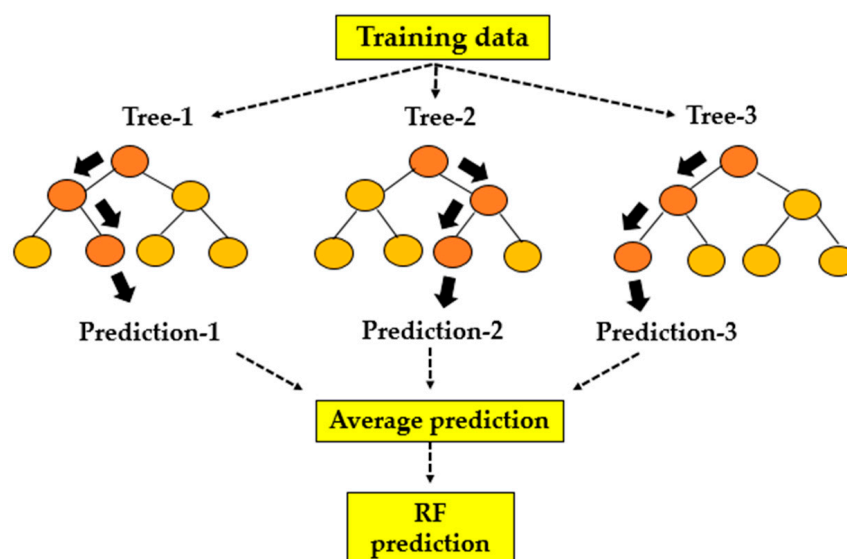 Training data
Tree-1
Tree-2
Tree-3
Prediction-1
Prediction-2
Prediction-3
Average prediction
RF
prediction